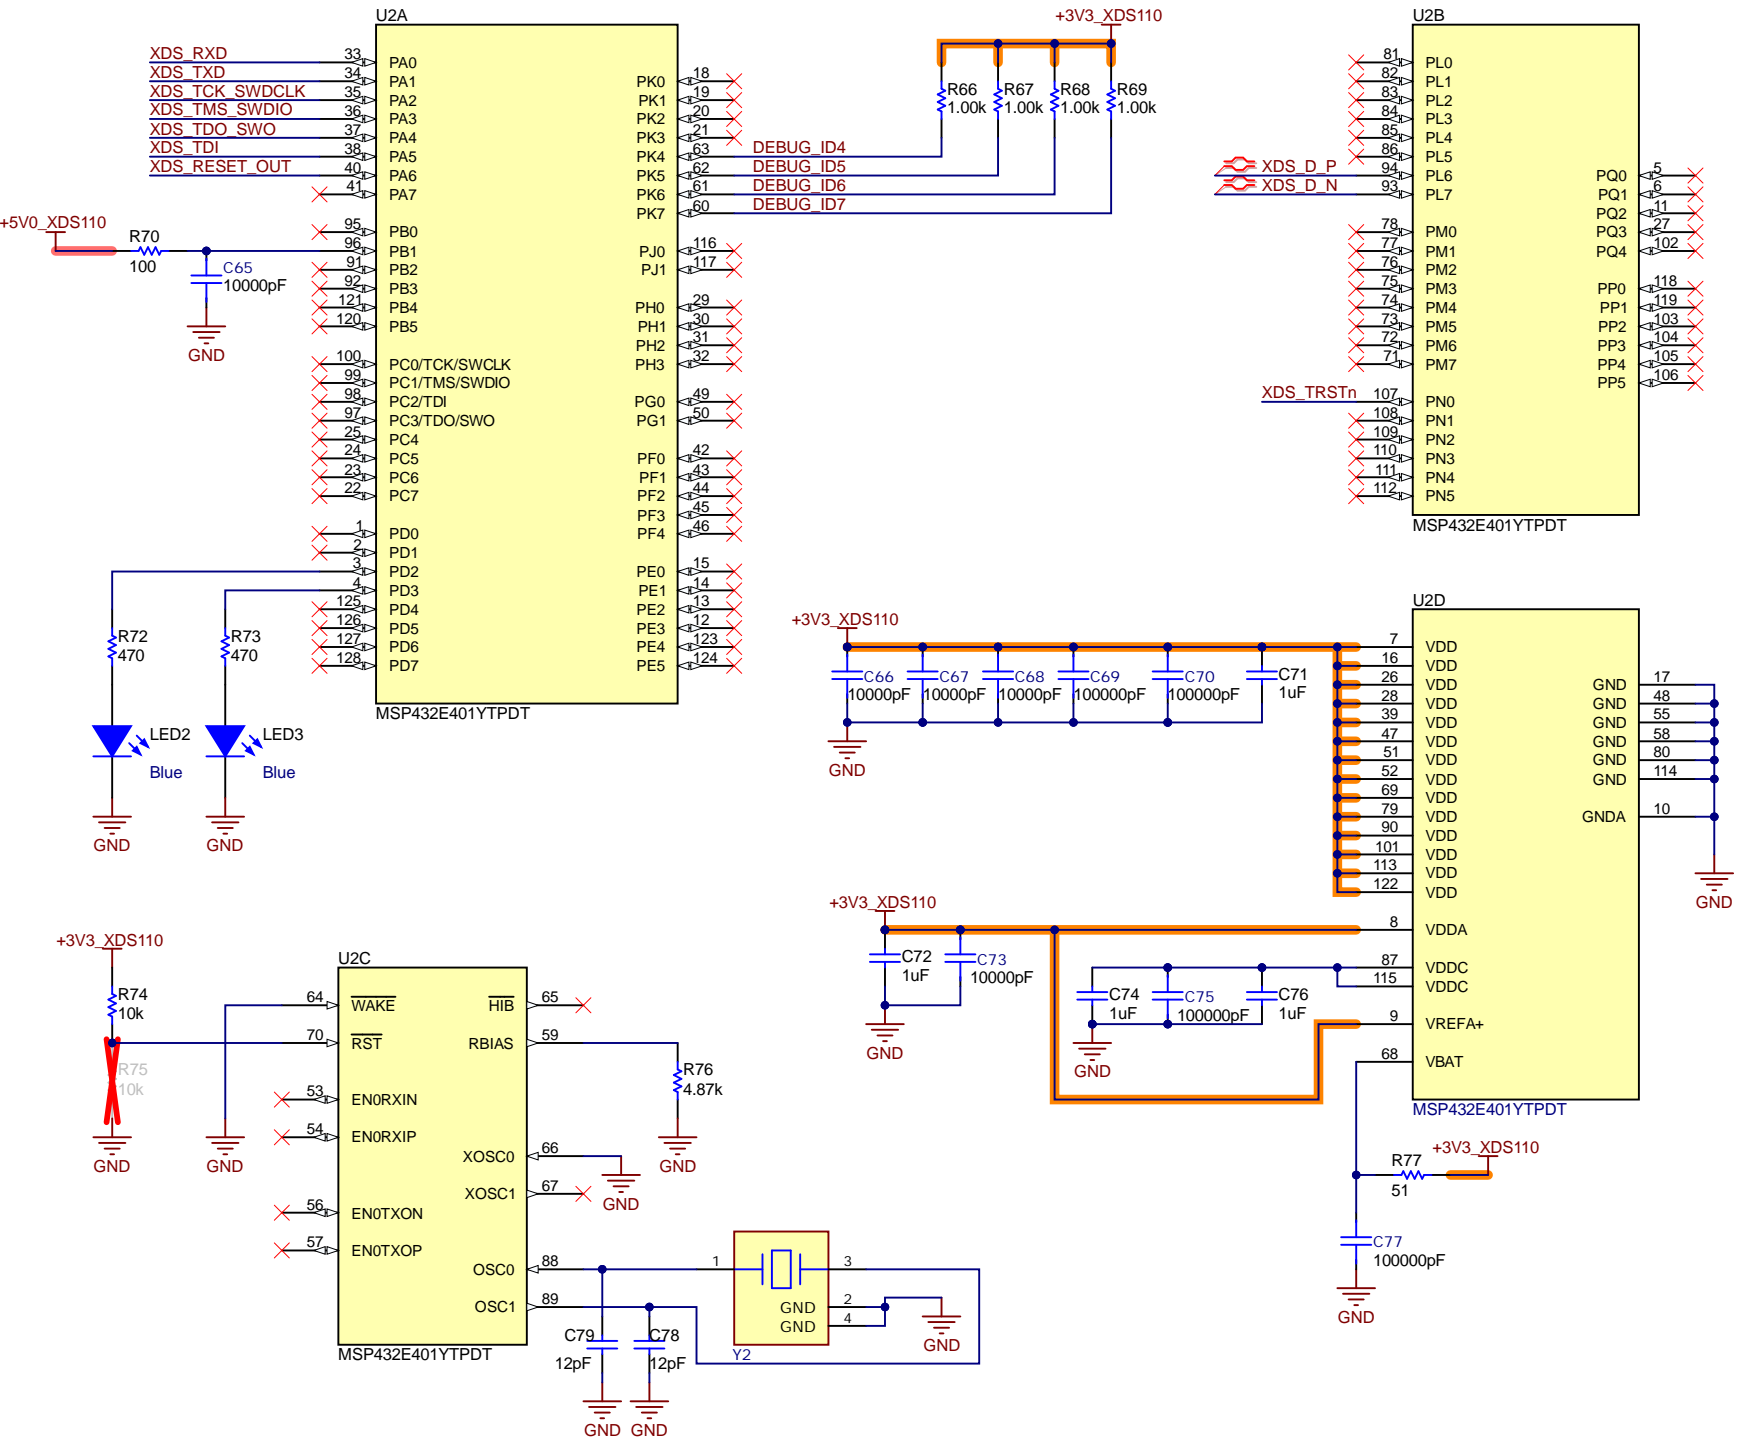 U2A
XDS_RXD 33 PA0
XDS_TXD 34 PA1
XDS_TCK_SWDCLK 35 PA2
XDS_TMS_SWDIO 36 PA3
XDS_TDO_SWO 37 PA4
XDS_TDI 38 PA5
XDS_RESET_OUT 40 PA6
41 PA7
95 PB0
96 PB1
91 PB2
92 PB3
121 PB4
120 PB5
100 PC0/TCK/SWCLK
99 PC1/TMS/SWDIO
98 PC2/TDI
97 PC3/TDO/SWO
25 PC4
24 PC5
23 PC6
22 PC7
1 PD0
2 PD1
3 PD2
4 PD3
125 PD4
126 PD5
127 PD6
128 PD7
PK0 18
PK1 19
PK2 20
PK3 21
PK4 63 DEBUG_ID4
PK5 62 DEBUG_ID5
PK6 61 DEBUG_ID6
PK7 60 DEBUG_ID7
PJ0 116
PJ1 117
PH0 29
PH1 30
PH2 31
PH3 32
PG0 49
PG1 50
PF0 42
PF1 43
PF2 44
PF3 45
PF4 46
PE0 15
PE1 14
PE2 13
PE3 12
PE4 123
PE5 124
MSP432E401YTPDT
+5V0_XDS110
R70
100
C65
10000pF
GND
R72
470
R73
470
LED2
Blue
LED3
Blue
GND
GND
+3V3_XDS110
R66
1.00k
R67
1.00k
R68
1.00k
R69
1.00k
U2B
81 PL0
82 PL1
83 PL2
84 PL3
85 PL4
86 PL5
XDS_D_P 94 PL6
XDS_D_N 93 PL7
78 PM0
77 PM1
76 PM2
75 PM3
74 PM4
73 PM5
72 PM6
71 PM7
XDS_TRSTn 107 PN0
108 PN1
109 PN2
110 PN3
111 PN4
112 PN5
PQ0 5
PQ1 6
PQ2 11
PQ3 27
PQ4 102
PP0 118
PP1 119
PP2 103
PP3 104
PP4 105
PP5 106
MSP432E401YTPDT
+3V3_XDS110
C66
10000pF
C67
10000pF
C68
10000pF
C69
10000pF
C70
100000pF
C71
1uF
GND
U2D
7 VDD
16 VDD
26 VDD
28 VDD
39 VDD
47 VDD
51 VDD
52 VDD
69 VDD
79 VDD
90 VDD
101 VDD
113 VDD
122 VDD
8 VDDA
87 VDDC
115 VDDC
9 VREFA+
68 VBAT
GND 17
GND 48
GND 55
GND 58
GND 80
GND 114
GNDA 10
GND
MSP432E401YTPDT
+3V3_XDS110
C72
1uF
C73
10000pF
GND
C74
1uF
C75
100000pF
C76
1uF
GND
+3V3_XDS110
R77
51
C77
100000pF
GND
+3V3_XDS110
R74
10k
R75
10k
GND
GND
U2C
64 WAKE
70 RST
53 EN0RXIN
54 EN0RXIP
56 EN0TXON
57 EN0TXOP
HIB 65
RBIAS 59
XOSC0 66
XOSC1 67
OSC0 88
OSC1 89
MSP432E401YTPDT
R76
4.87k
GND
GND
1
3
GND 2
GND 4
Y2
GND
C79
12pF
C78
12pF
GND
GND